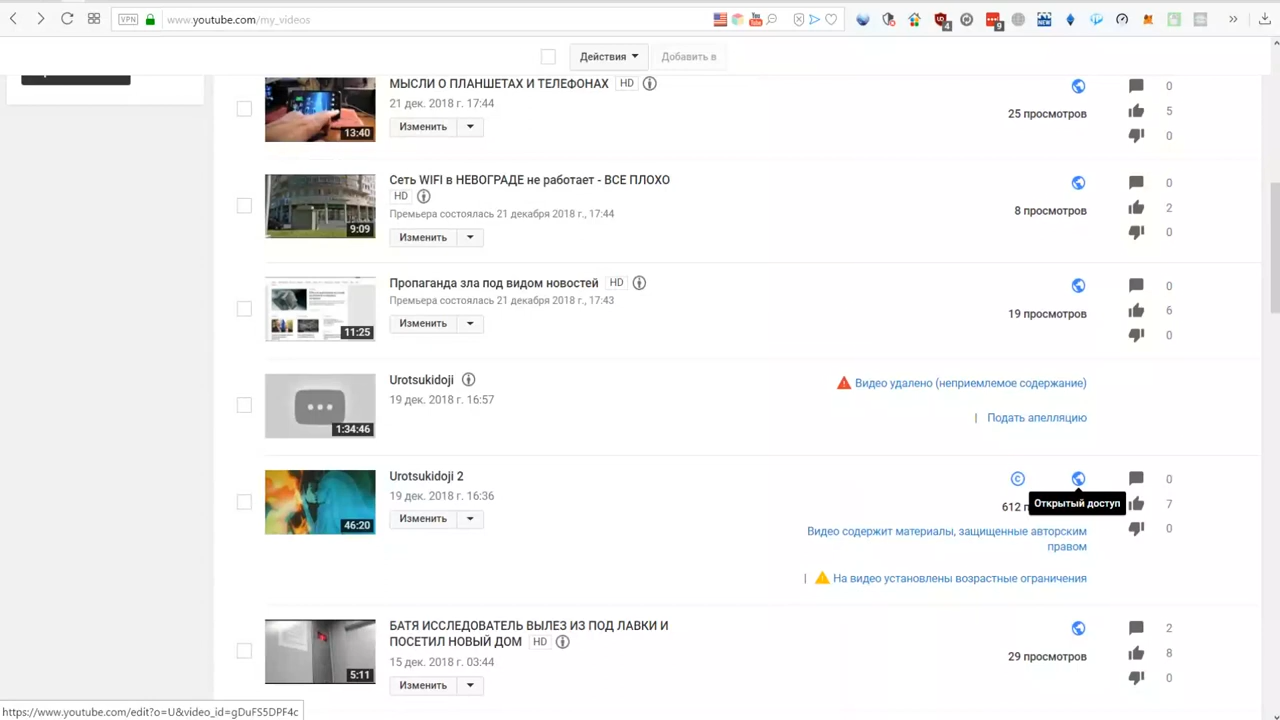 VPN www.youtube.com/my_videos
4
9
NEW
Действия Добавить в
МЫСЛИ О ПЛАНШЕТАХ И ТЕЛЕФОНАХ HD
21 дек. 2018 г. 17:44
Изменить
13:40
25 просмотров
0
5
0
Сеть WIFI в НЕВОГРАДЕ не работает - ВСЕ ПЛОХО
HD
Премьера состоялась 21 декабря 2018 г., 17:44
Изменить
9:09
8 просмотров
0
2
0
Пропаганда зла под видом новостей HD
Премьера состоялась 21 декабря 2018 г., 17:43
Изменить
11:25
19 просмотров
0
6
0
Urotsukidoji
19 дек. 2018 г. 16:57
1:34:46
Видео удалено (неприемлемое содержание)
| Подать апелляцию
Urotsukidoji 2
19 дек. 2018 г. 16:36
Изменить
46:20
612 п
Открытый доступ
0
7
0
Видео содержит материалы, защищенные авторским
правом
| На видео установлены возрастные ограничения
БАТЯ ИССЛЕДОВАТЕЛЬ ВЫЛЕЗ ИЗ ПОД ЛАВКИ И
ПОСЕТИЛ НОВЫЙ ДОМ HD
15 дек. 2018 г. 03:44
Изменить
5:11
29 просмотров
2
8
0
https://www.youtube.com/edit?o=U&video_id=gDuFS5DPF4c